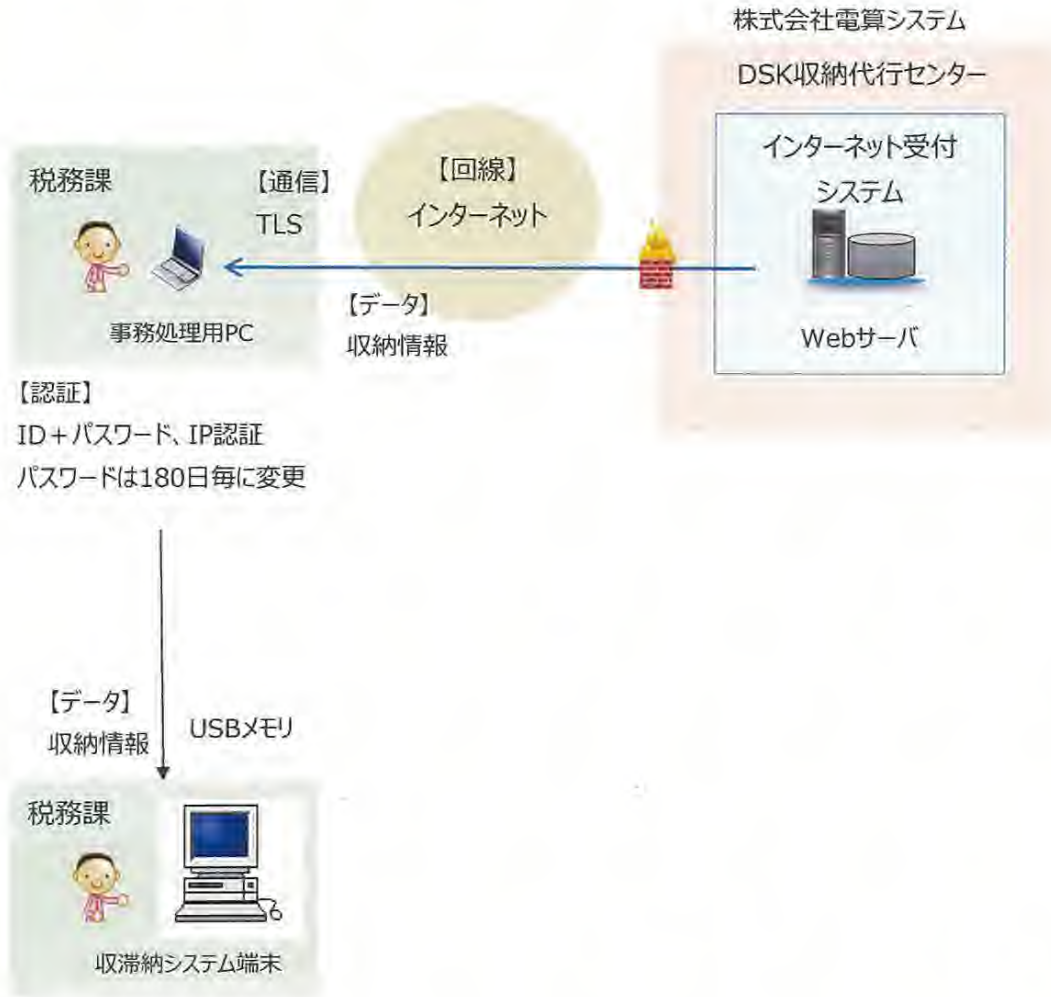 株式会社電算システム
DSK収納代行センター
インターネット受付
システム
Webサーバ
税務課
【通信】
TLS
【回線】
インターネット
【データ】
収納情報
事務処理用PC
【認証】
ID+パスワード、IP認証
パスワードは180日毎に変更
【データ】
収納情報
USBメモリ
税務課
収滞納システム端末